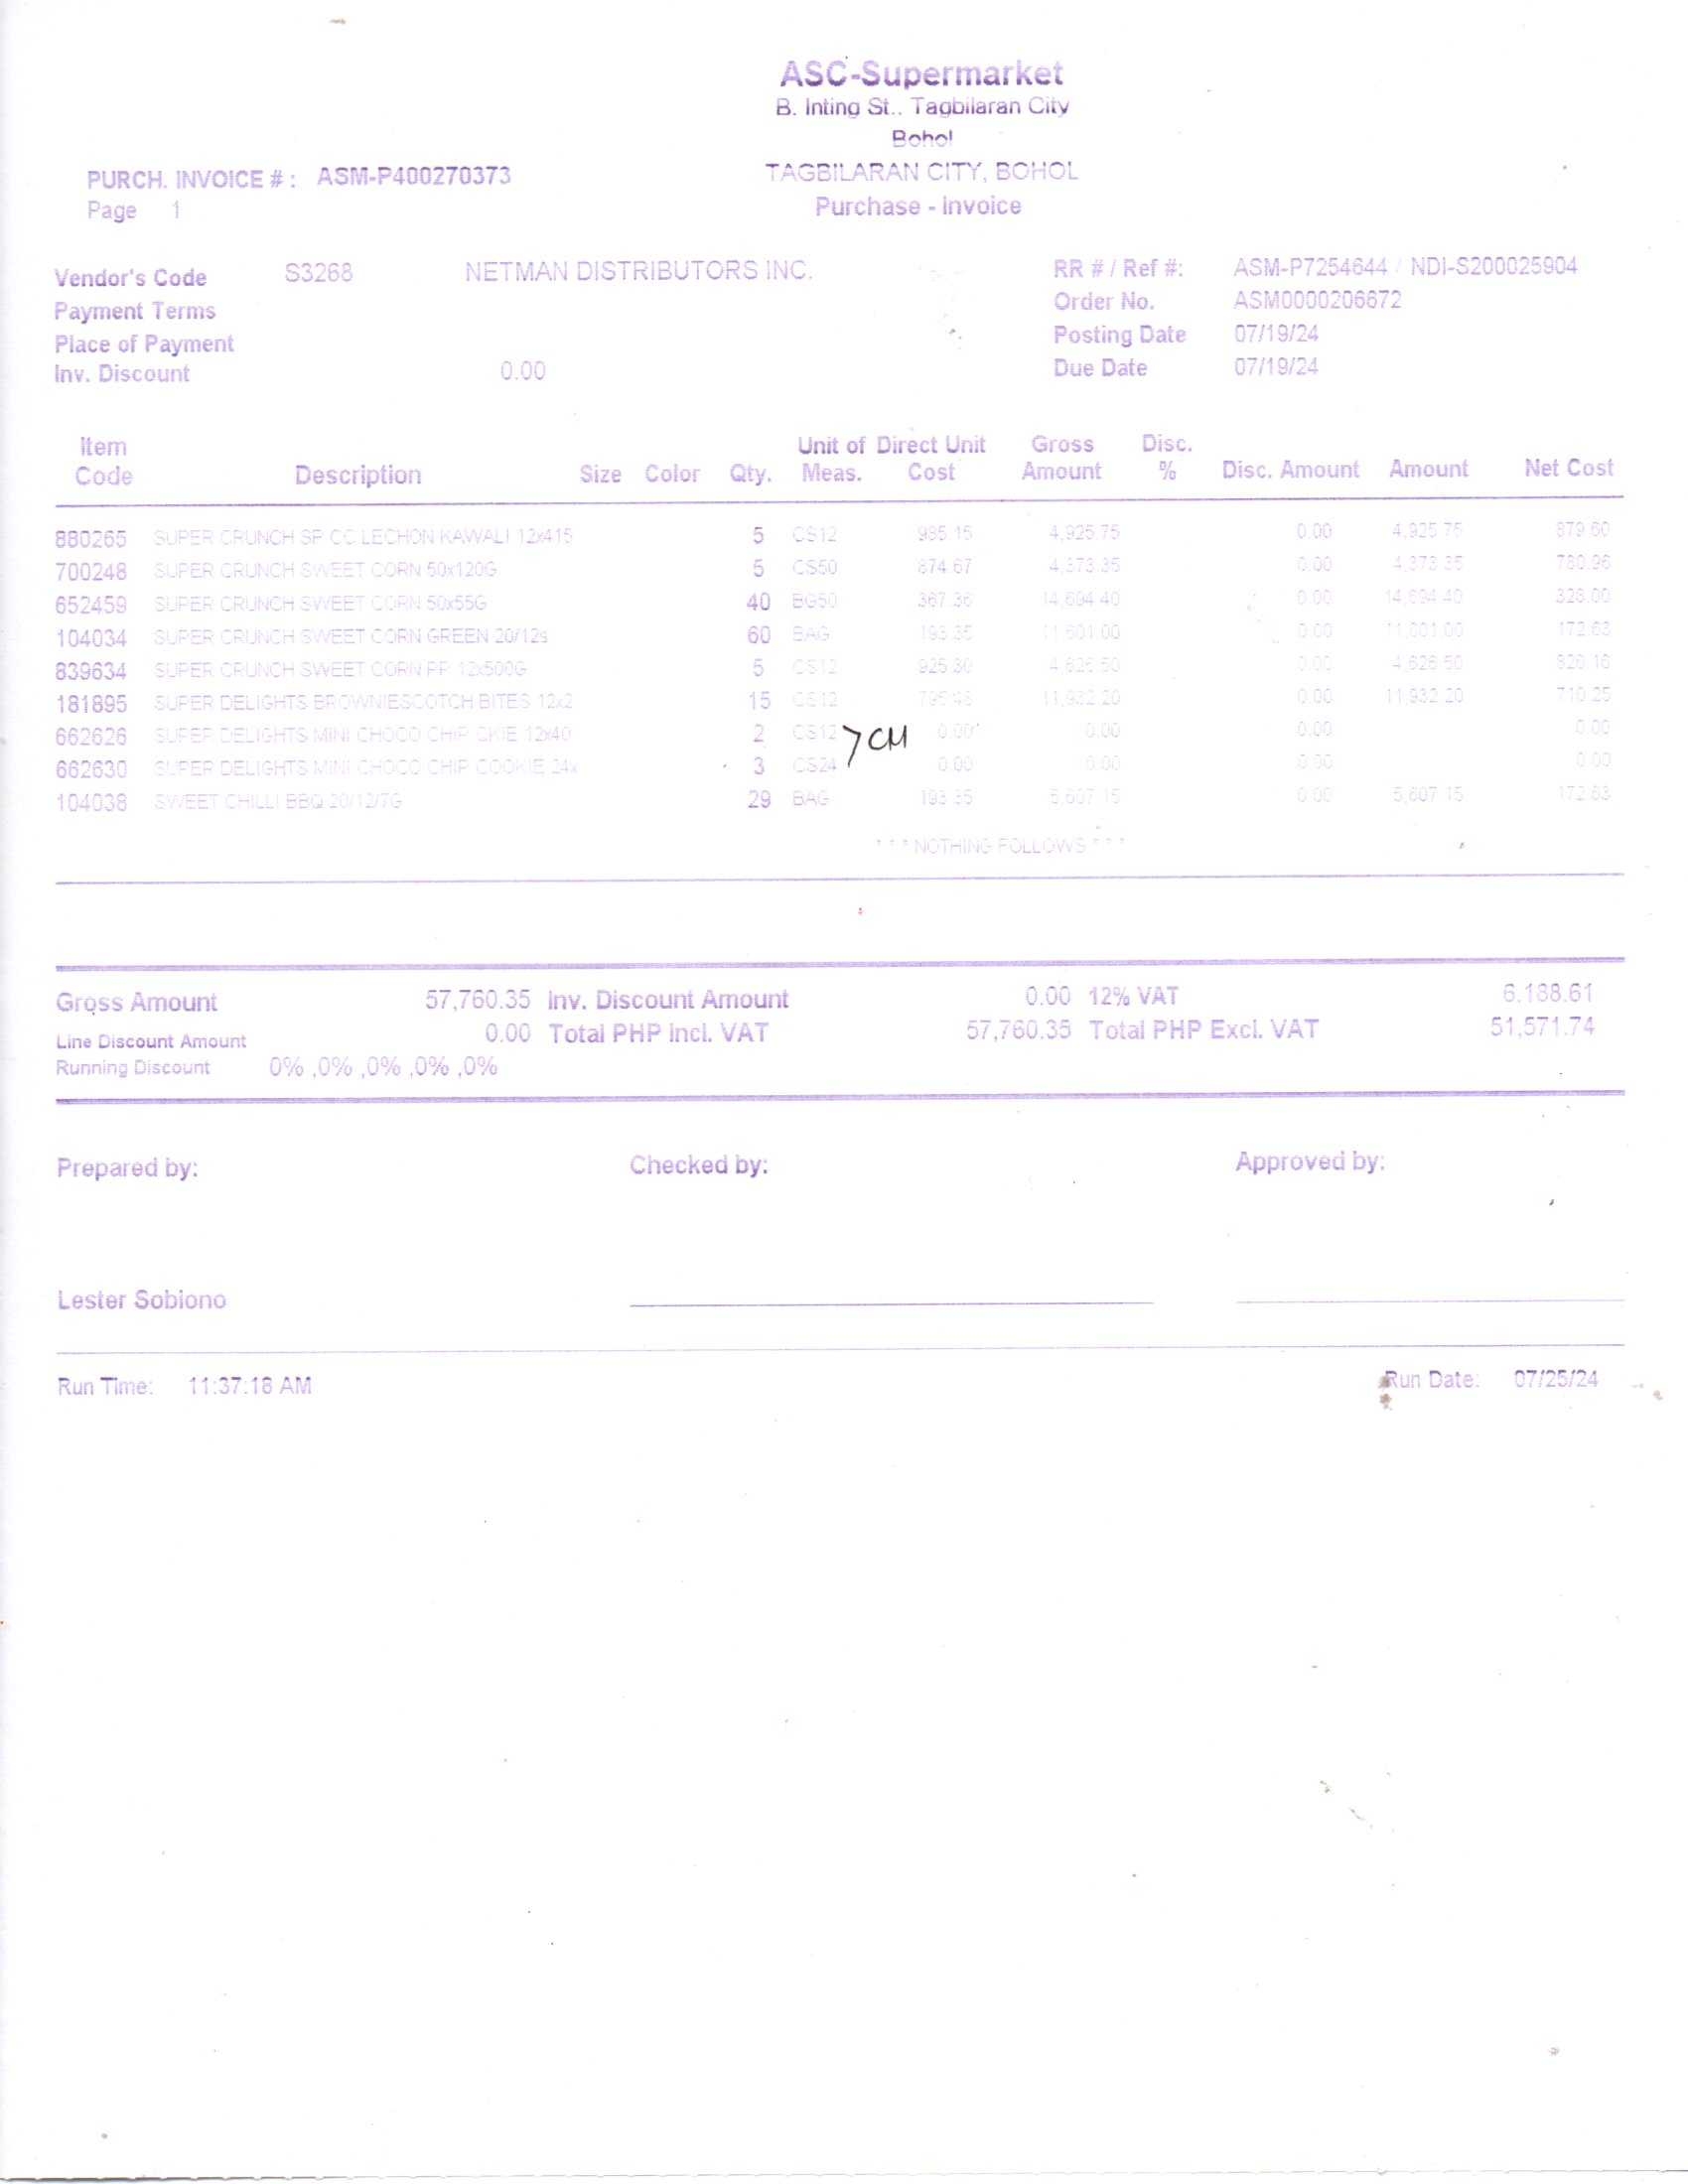 ASC-Supermarket
B. Inting St., Tagbilaran City
Bohol
PURCH. INVOICE # : ASM-P400270373 TAGBILARAN CITY, BOHOL
Page 1 Purchase - Invoice
Vendor's Code S3268 NETMAN DISTRIBUTORS INC. RR # / Ref #: ASM-P7254644 / NDI-S200025904
Payment Terms Order No. ASM0000206672
Place of Payment Posting Date 07/19/24
Inv. Discount 0.00 Due Date 07/19/24
Item Unit of Direct Unit Gross Disc.
Code Description Size Color Qty. Meas. Cost Amount % Disc. Amount Amount Net Cost
880265 SUPER CRUNCH SP CC LECHON KAWALI 12x415 5 CS12 985.15 4,925.75 0.00 4,925.75 879.60
700248 SUPER CRUNCH SWEET CORN 50x120G 5 CS50 874.67 4,373.35 0.00 4,373.35 780.96
652459 SUPER CRUNCH SWEET CORN 50x55G 40 BG50 367.36 14,694.40 0.00 14,694.40 328.00
104034 SUPER CRUNCH SWEET CORN GREEN 20/12s 60 BAG 193.35 11,601.00 0.00 11,601.00 172.63
839634 SUPER CRUNCH SWEET CORN PP 12x500G 5 CS12 925.30 4,626.50 0.00 4,626.50 826.16
181895 SUPER DELIGHTS BROWNIESCOTCH BITES 12x2 15 CS12 795.48 11,932.20 0.00 11,932.20 710.25
662626 SUPER DELIGHTS MINI CHOCO CHIP CKIE 12x40 2 CS12 0.00 0.00 0.00 0.00
CM
662630 SUPER DELIGHTS MINI CHOCO CHIP COOKIE 24x 3 CS24 0.00 0.00 0.00 0.00
104038 SWEET CHILLI BBQ 20/12/7G 29 BAG 193.35 5,607.15 0.00 5,607.15 172.63
* * * NOTHING FOLLOWS * * *
Gross Amount 57,760.35 Inv. Discount Amount 0.00 12% VAT 6,188.61
Line Discount Amount 0.00 Total PHP Incl. VAT 57,760.35 Total PHP Excl. VAT 51,571.74
Running Discount 0% ,0% ,0% ,0% ,0%
Prepared by: Checked by: Approved by:
Lester Sobiono
Run Time: 11:37:18 AM Run Date: 07/25/24